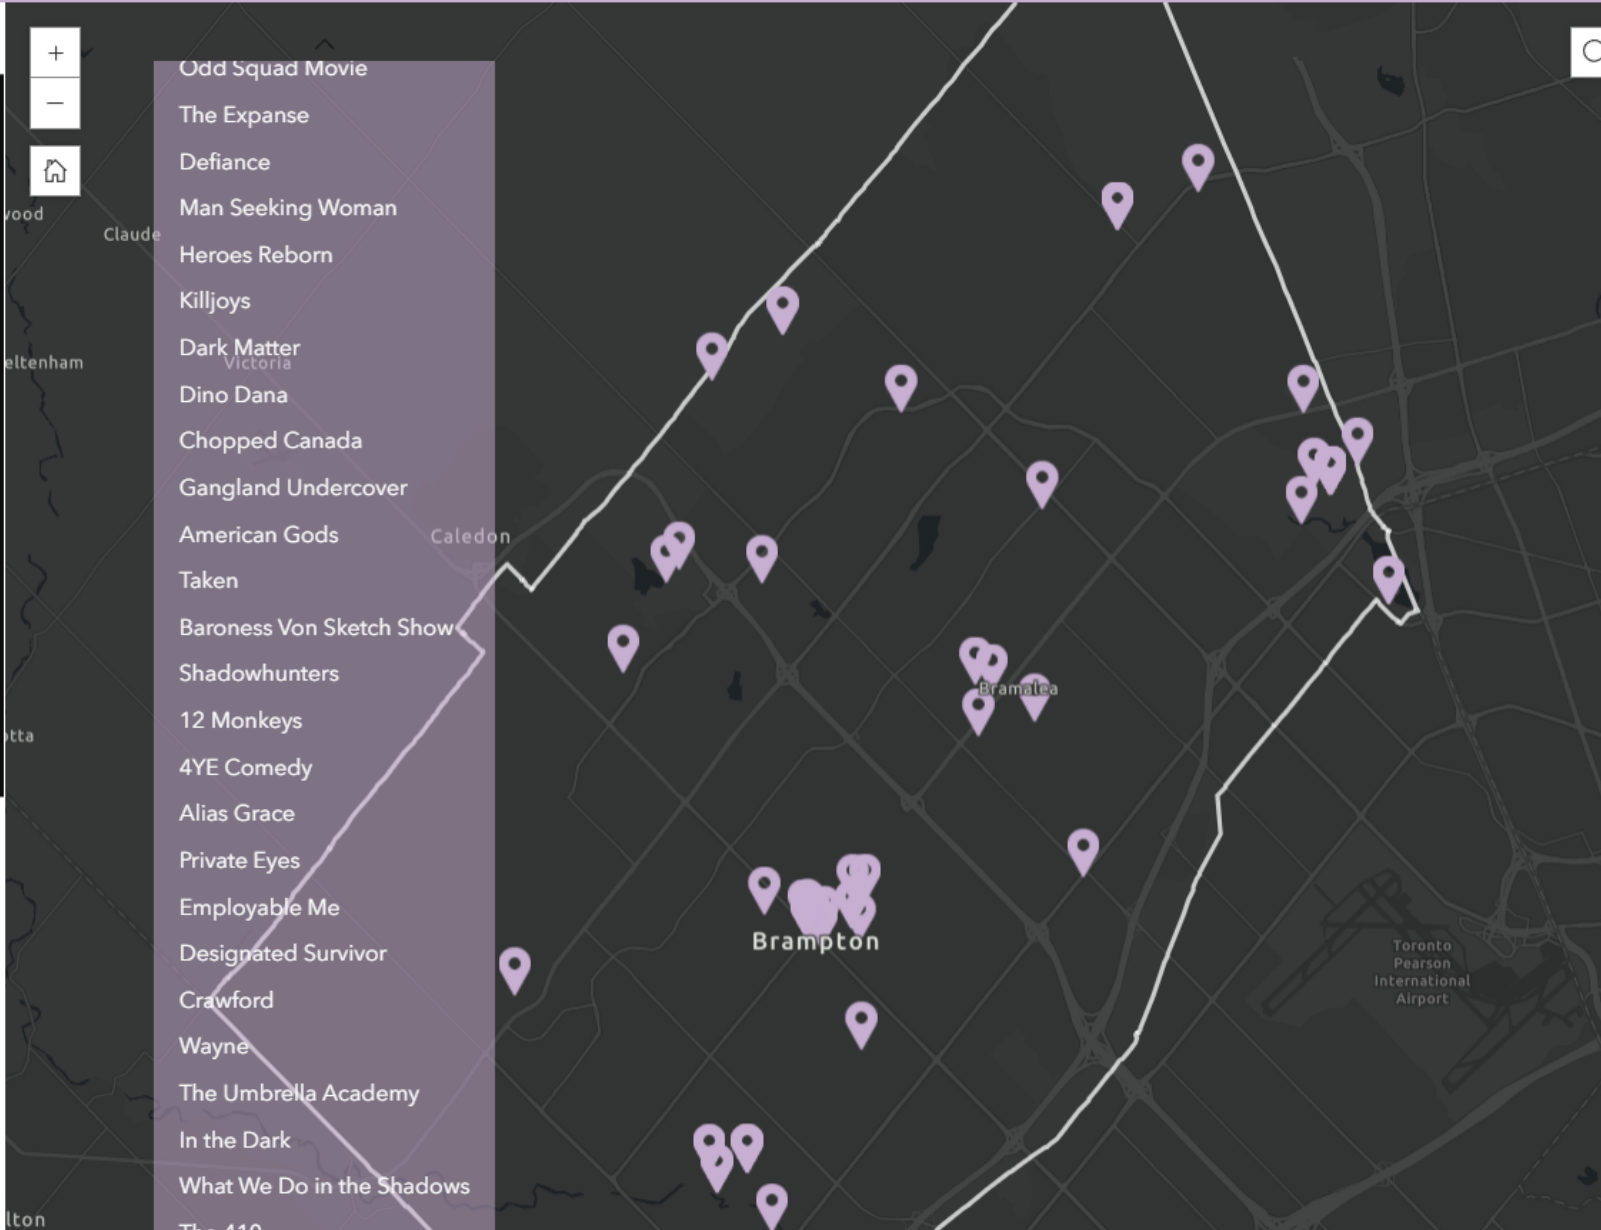 +
−
Odd Squad Movie
The Expanse
Defiance
Man Seeking Woman
Heroes Reborn
Killjoys
Dark Matter
Dino Dana
Chopped Canada
Gangland Undercover
American Gods
Taken
Baroness Von Sketch Show
Shadowhunters
12 Monkeys
4YE Comedy
Alias Grace
Private Eyes
Employable Me
Designated Survivor
Crawford
Wayne
The Umbrella Academy
In the Dark
What We Do in the Shadows
Claude
Victoria
Caledon
Bramalea
Brampton
Toronto
Pearson
International
Airport